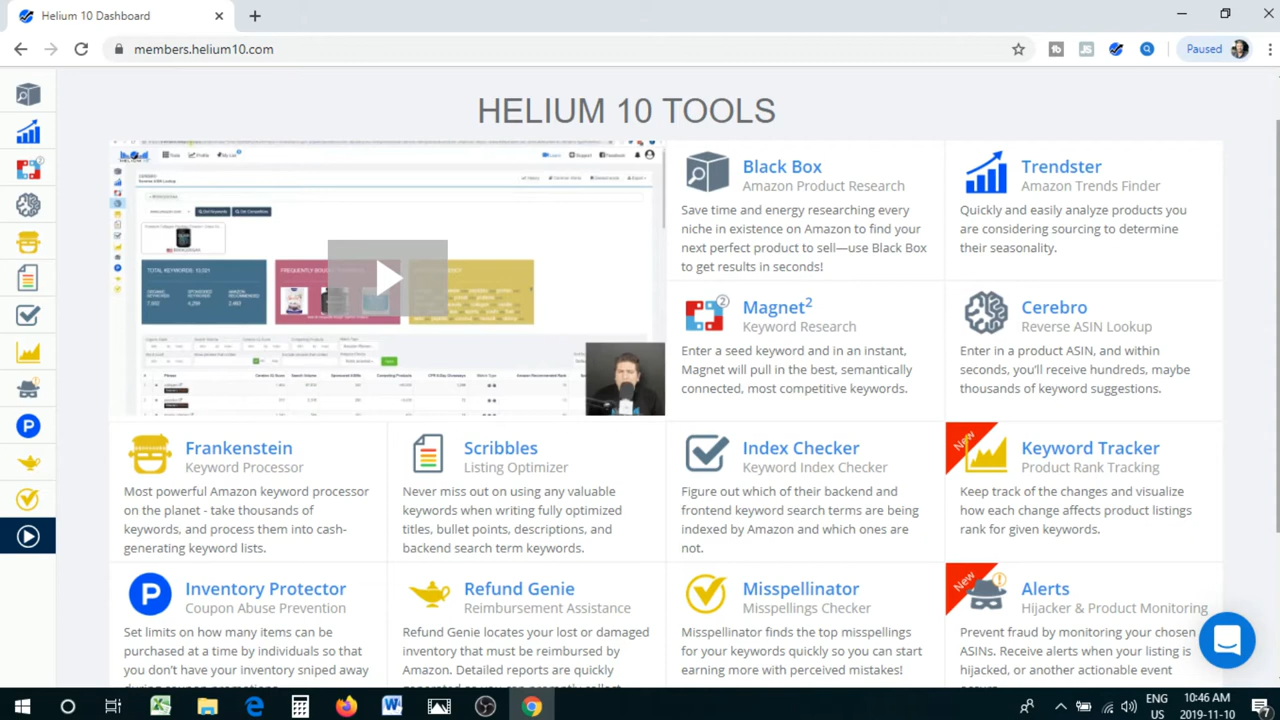 Helium 10 Dashboard
members.helium10.com
Paused
HELIUM 10 TOOLS
Black Box
Amazon Product Research
Save time and energy researching every
niche in existence on Amazon to find your
next perfect product to sell—use Black Box
to get results in seconds!
Trendster
Amazon Trends Finder
Quickly and easily analyze products you
are considering sourcing to determine
their seasonality.
2
Magnet²
Keyword Research
Enter a seed keyword and in an instant,
Magnet will pull in the best, semantically
connected, most competitive keywords.
Cerebro
Reverse ASIN Lookup
Enter in a product ASIN, and within
seconds, you'll receive hundreds, maybe
thousands of keyword suggestions.
Frankenstein
Keyword Processor
Most powerful Amazon keyword processor
on the planet - take thousands of
keywords, and process them into cash-
generating keyword lists.
Scribbles
Listing Optimizer
Never miss out on using any valuable
keywords when writing fully optimized
titles, bullet points, descriptions, and
backend search term keywords.
Index Checker
Keyword Index Checker
Figure out which of their backend and
frontend keyword search terms are being
indexed by Amazon and which ones are
not.
New
Keyword Tracker
Product Rank Tracking
Keep track of the changes and visualize
how each change affects product listings
rank for given keywords.
P
Inventory Protector
Coupon Abuse Prevention
Set limits on how many items can be
purchased at a time by individuals so that
you don't have your inventory sniped away
Refund Genie
Reimbursement Assistance
Refund Genie locates your lost or damaged
inventory that must be reimbursed by
Amazon. Detailed reports are quickly
Misspellinator
Misspellings Checker
Misspellinator finds the top misspellings
for your keywords quickly so you can start
earning more with perceived mistakes!
New
Alerts
Hijacker & Product Monitoring
Prevent fraud by monitoring your chosen
ASINs. Receive alerts when your listing is
hijacked, or another actionable event
ENG
US
10:46 AM
2019-11-10